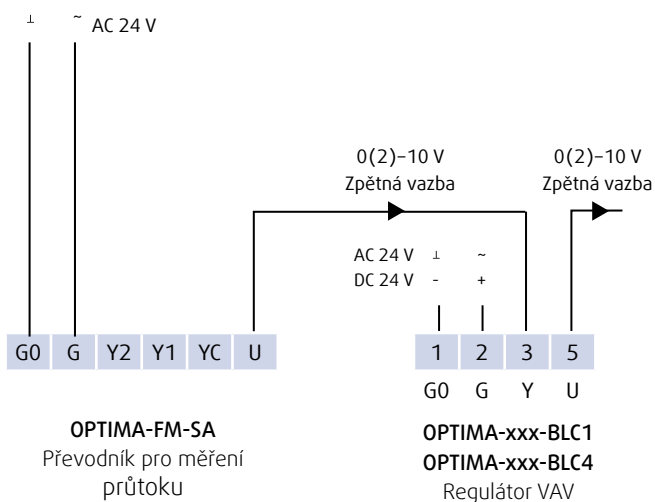 ⊥ ~ AC 24 V
0(2)–10 V 0(2)–10 V
Zpětná vazba Zpětná vazba
AC 24 V ⊥ ~
DC 24 V - +
G0 G Y2 Y1 YC U 1 2 3 5
G0 G Y U
OPTIMA-FM-SA
Převodník pro měření
průtoku
OPTIMA-xxx-BLC1
OPTIMA-xxx-BLC4
Regulátor VAV